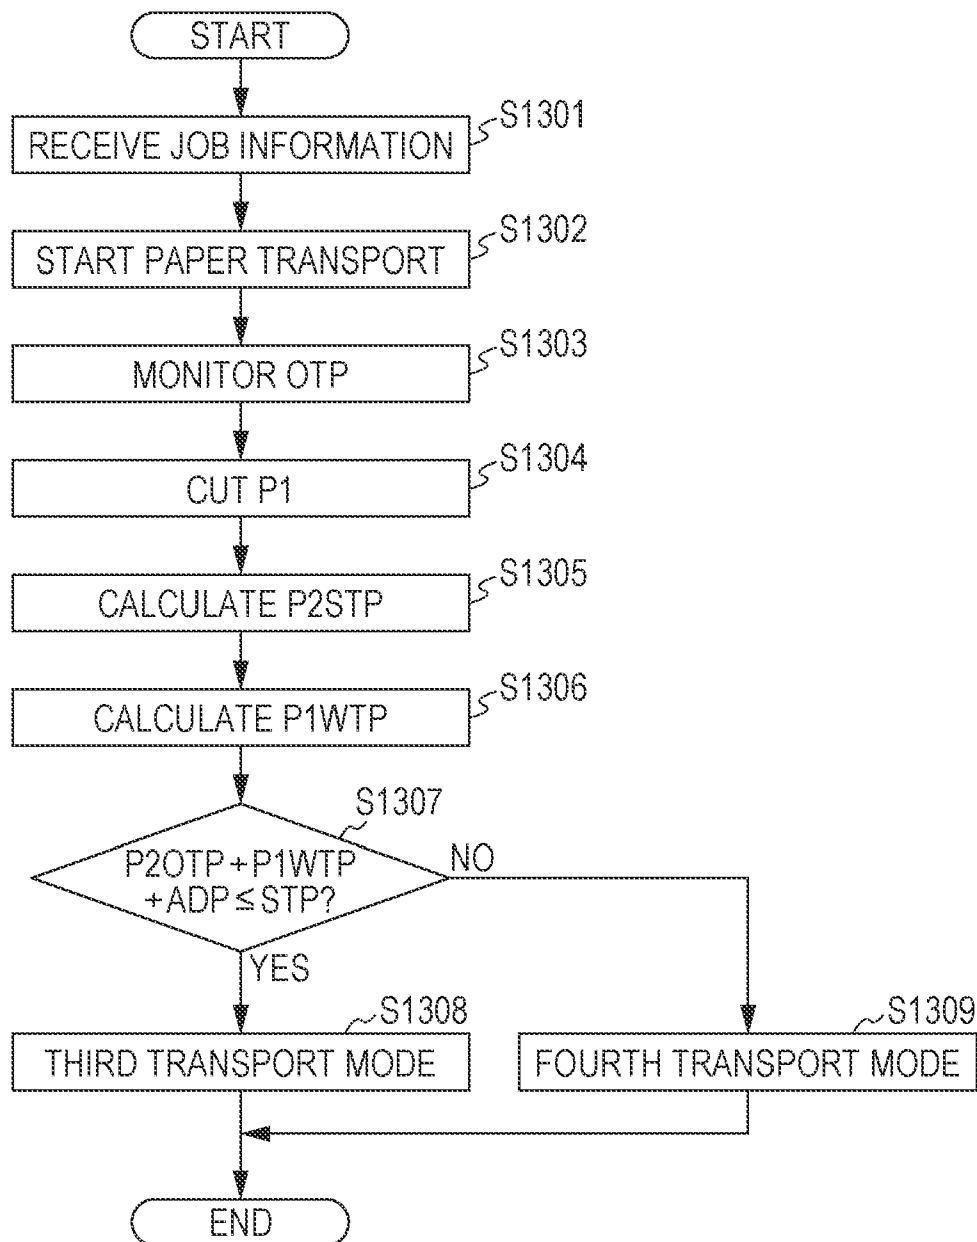 START
S1301
RECEIVE JOB INFORMATION
S1302
START PAPER TRANSPORT
S1303
MONITOR OTP
S1304
CUT P1
S1305
CALCULATE P2STP
S1306
CALCULATE P1WTP
S1307
P2OTP+P1WTP
+ADP≤STP?
NO
YES
S1308
THIRD TRANSPORT MODE
S1309
FOURTH TRANSPORT MODE
END